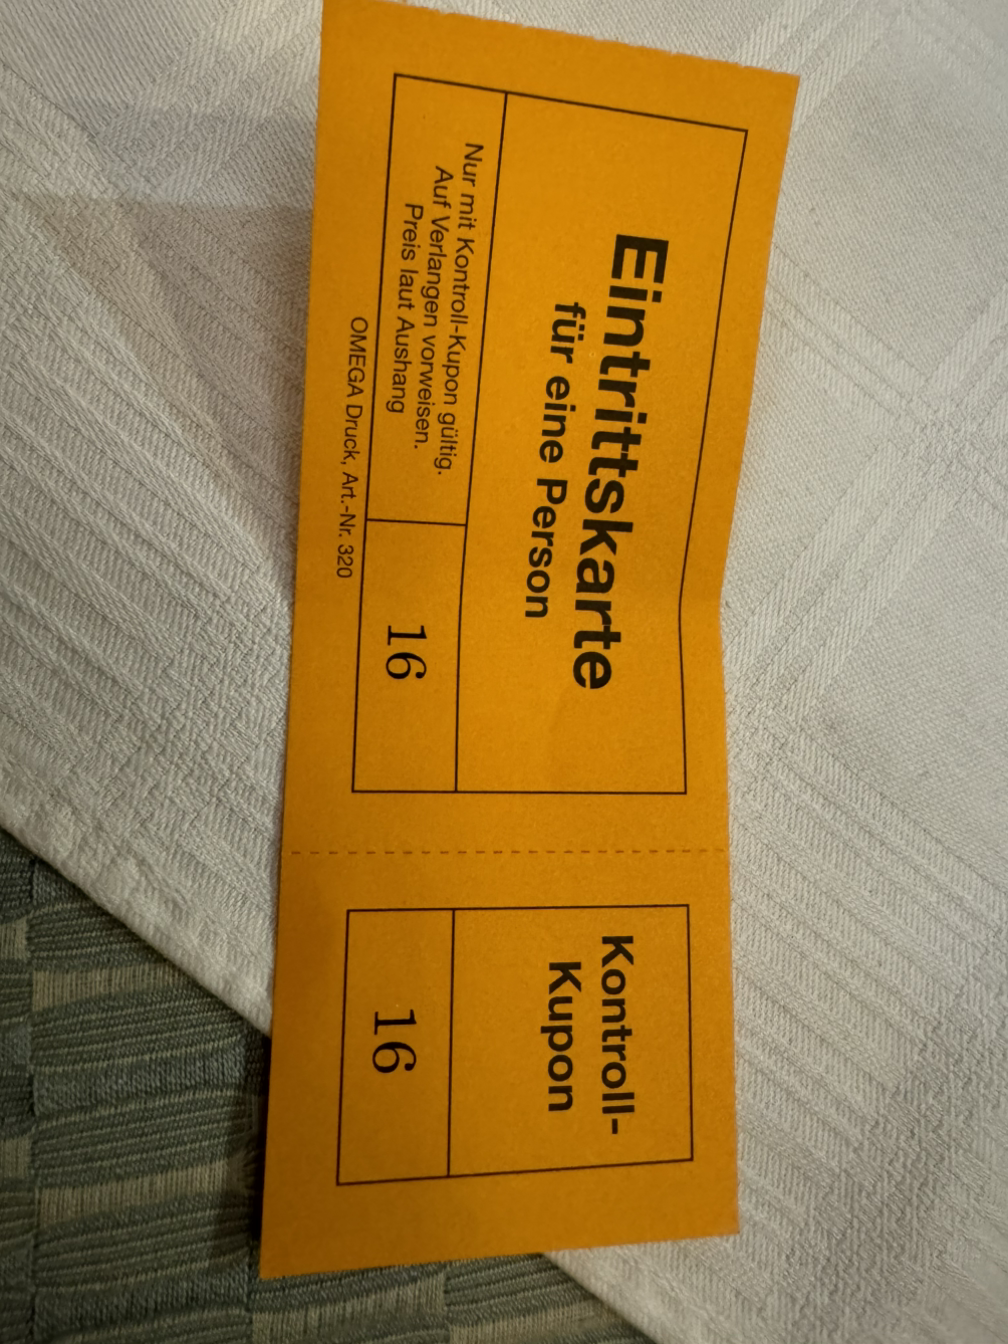 Eintrittskarte
für eine Person
Nur mit Kontroll-Kupon gültig.
Auf Verlangen vorweisen.
Preis laut Aushang
16
OMEGA Druck, Art.-Nr. 320
Kontroll-
Kupon
16